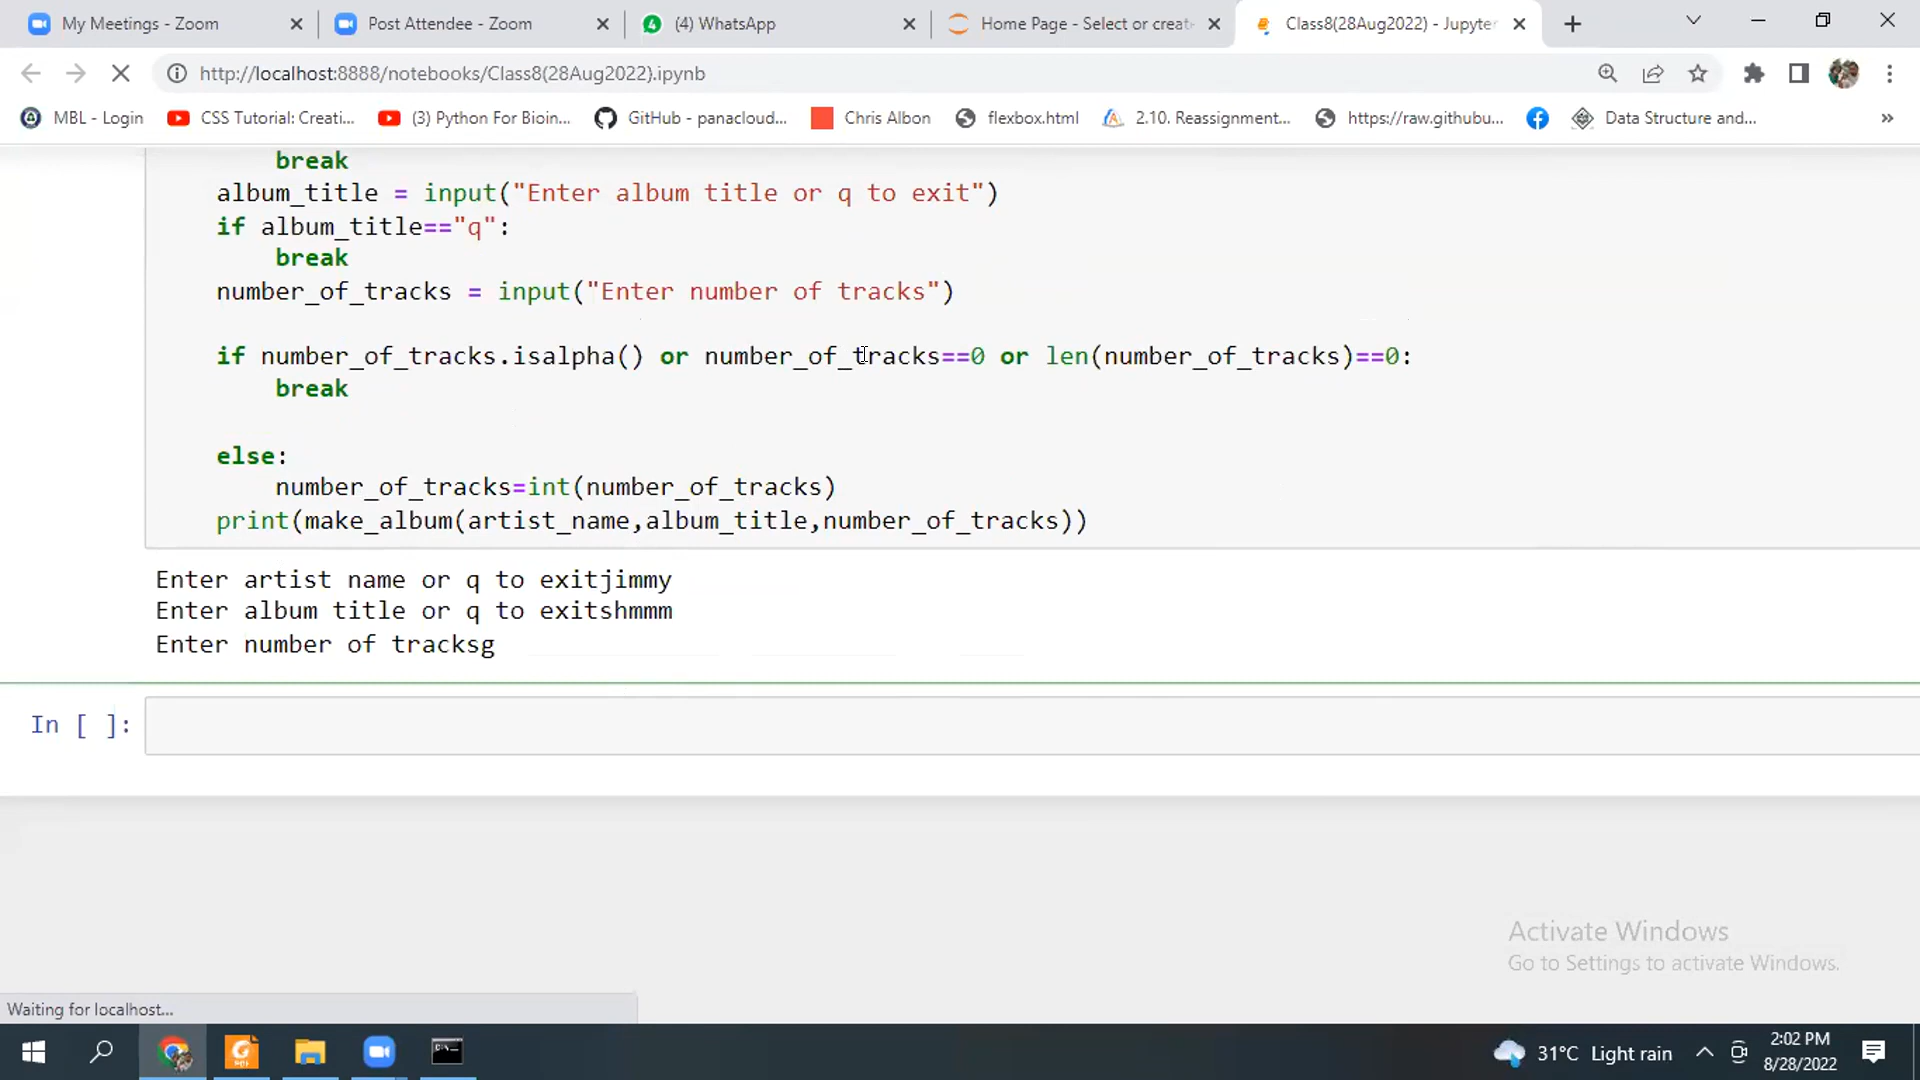 My Meetings - Zoom
Post Attendee - Zoom
4 (4) WhatsApp
Home Page - Select or creat
Class8(28Aug2022) - Jupyte
http://localhost:8888/notebooks/Class8(28Aug2022).ipynb
MBL - Login
CSS Tutorial: Creati...
(3) Python For Bioin...
GitHub - panacloud...
Chris Albon
flexbox.html
2.10. Reassignment...
https://raw.githubu...
Data Structure and...
»
break
album_title = input("Enter album title or q to exit")
if album_title=="q":
break
number_of_tracks = input("Enter number of tracks")
if number_of_tracks.isalpha() or number_of_tracks==0 or len(number_of_tracks)==0:
break
else:
number_of_tracks=int(number_of_tracks)
print(make_album(artist_name,album_title,number_of_tracks))
Enter artist name or q to exitjimmy
Enter album title or q to exitshmmm
Enter number of tracksg
In [ ]:
Activate Windows
Go to Settings to activate Windows.
Waiting for localhost...
31°C Light rain
2:02 PM
8/28/2022